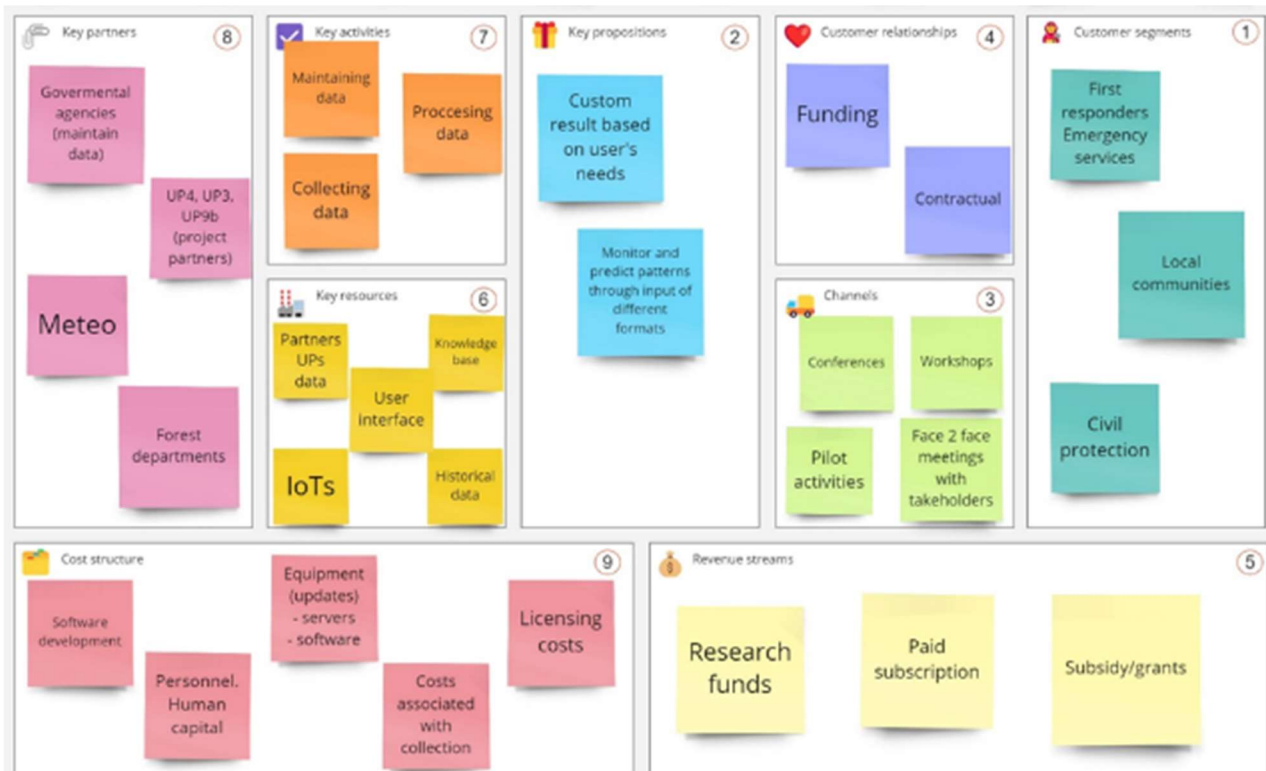 Key partners
8
Govermental
agencies
(maintain
data)
UP4, UP3,
UP9b
(project
partners)
Meteo
Forest
departments
Key activities
7
Maintaining
data
Proccesing
data
Collecting
data
Key resources
6
Partners
UPs
data
Knowledge
base
User
interface
IoTs
Historical
data
Key propositions
2
Custom
result based
on user's
needs
Monitor and
predict patterns
through input of
different
formats
Customer relationships
4
Funding
Contractual
Channels
3
Conferences
Workshops
Pilot
activities
Face 2 face
meetings
with
takeholders
Customer segments
1
First
responders
Emergency
services
Local
communities
Civil
protection
Cost structure
9
Software
development
Personnel.
Human
capital
Equipment
(updates)
- servers
- software
Costs
associated
with
collection
Licensing
costs
Revenue streams
5
Research
funds
Paid
subscription
Subsidy/grants